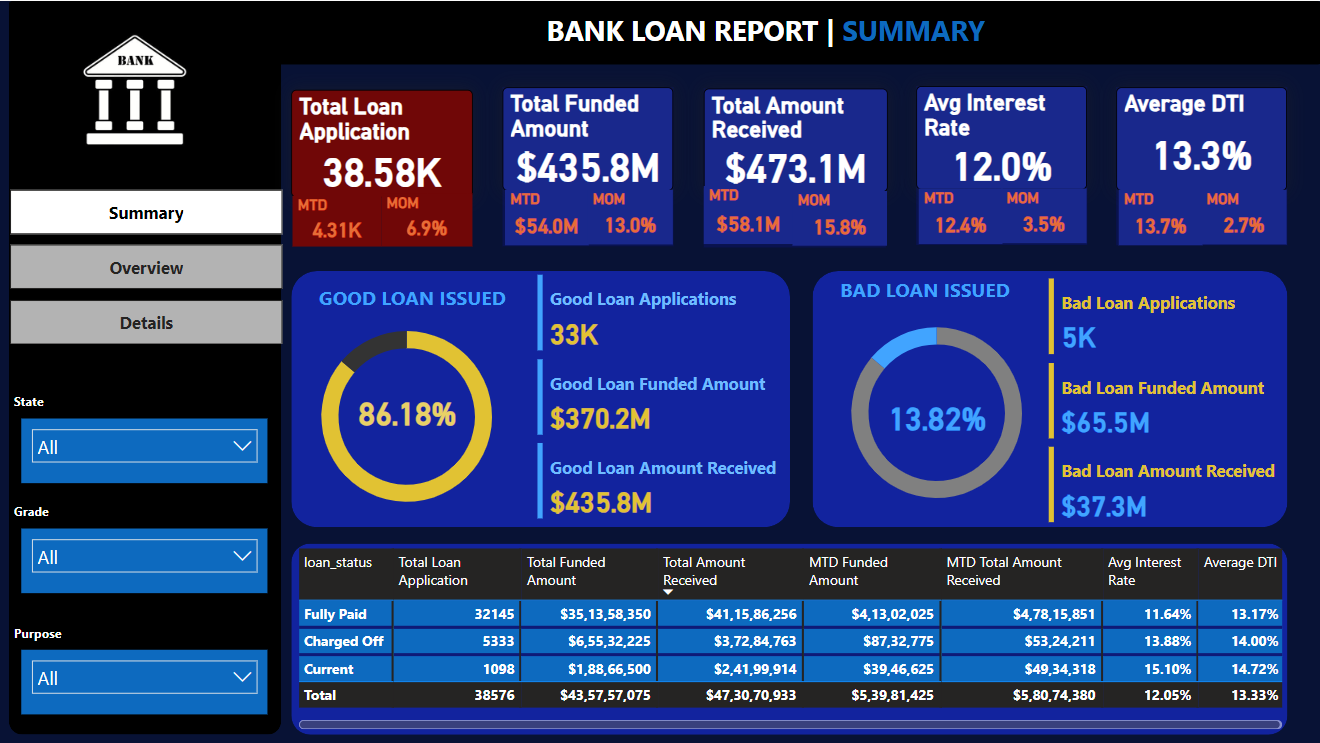 BANK LOAN REPORT | SUMMARY
BANK
Summary
Overview
Details
State
All
Grade
All
Purpose
All
Total Loan
Application
38.58K
MTD
4.31K
MOM
6.9%
Total Funded
Amount
$435.8M
MTD
$54.0M
MOM
13.0%
Total Amount
Received
$473.1M
MTD
$58.1M
MOM
15.8%
Avg Interest
Rate
12.0%
MTD
12.4%
MOM
3.5%
Average DTI
13.3%
MTD
13.7%
MOM
2.7%
GOOD LOAN ISSUED
86.18%
Good Loan Applications
33K
Good Loan Funded Amount
$370.2M
Good Loan Amount Received
$435.8M
BAD LOAN ISSUED
13.82%
Bad Loan Applications
5K
Bad Loan Funded Amount
$65.5M
Bad Loan Amount Received
$37.3M
loan_status Total Loan Application Total Funded Amount Total Amount Received MTD Funded Amount MTD Total Amount Received Avg Interest Rate Average DTI
Fully Paid 32145 $35,13,58,350 $41,15,86,256 $4,13,02,025 $4,78,15,851 11.64% 13.17%
Charged Off 5333 $6,55,32,225 $3,72,84,763 $87,32,775 $53,24,211 13.88% 14.00%
Current 1098 $1,88,66,500 $2,41,99,914 $39,46,625 $49,34,318 15.10% 14.72%
Total 38576 $43,57,57,075 $47,30,70,933 $5,39,81,425 $5,80,74,380 12.05% 13.33%